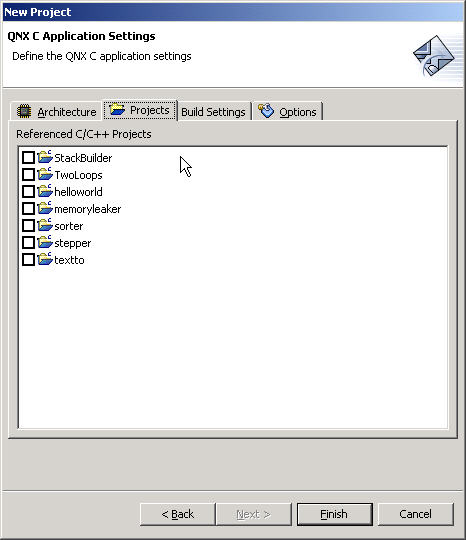 New Project
QNX C Application Settings
Define the QNX C application settings
Architecture Projects Build Settings Options
Referenced C/C++ Projects
StackBuilder
TwoLoops
helloworld
memoryleaker
sorter
stepper
textto
< Back Next > Finish Cancel